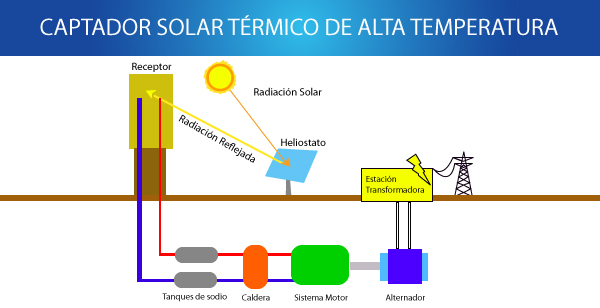 CAPTADOR SOLAR TÉRMICO DE ALTA TEMPERATURA
Receptor
Radiación Solar
Radiación Reflejada
Heliostato
Estación
Transformadora
Tanques de sodio
Caldera
Sistema Motor
Alternador